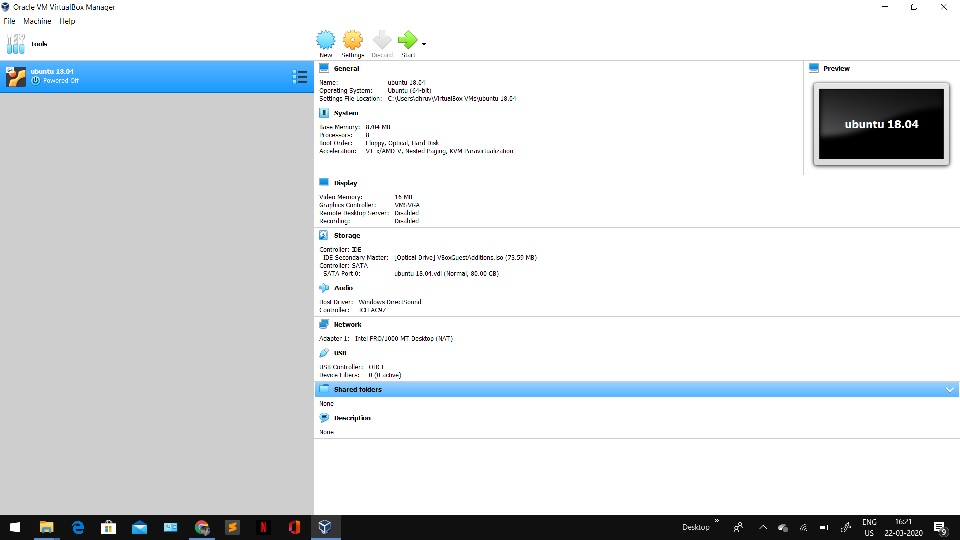 Oracle VM VirtualBox Manager
File Machine Help
Tools
New Settings Discard Start
ubuntu 18.04
Powered Off
General
Name: ubuntu 18.04
Operating System: Ubuntu (64-bit)
Settings File Location: C:\Users\dhruv\VirtualBox VMs\ubuntu 18.04
Preview
ubuntu 18.04
System
Base Memory: 8704 MB
Processors: 8
Boot Order: Floppy, Optical, Hard Disk
Acceleration: VT-x/AMD-V, Nested Paging, KVM Paravirtualization
Display
Video Memory: 16 MB
Graphics Controller: VMSVGA
Remote Desktop Server: Disabled
Recording: Disabled
Storage
Controller: IDE
IDE Secondary Master: [Optical Drive] VBoxGuestAdditions.iso (73.59 MB)
Controller: SATA
SATA Port 0: ubuntu 18.04.vdi (Normal, 80.00 GB)
Audio
Host Driver: Windows DirectSound
Controller: ICH AC97
Network
Adapter 1: Intel PRO/1000 MT Desktop (NAT)
USB
USB Controller: OHCI
Device Filters: 0 (0 active)
Shared folders
None
Description
None
Desktop
ENG
US
16:21
22-03-2020
9